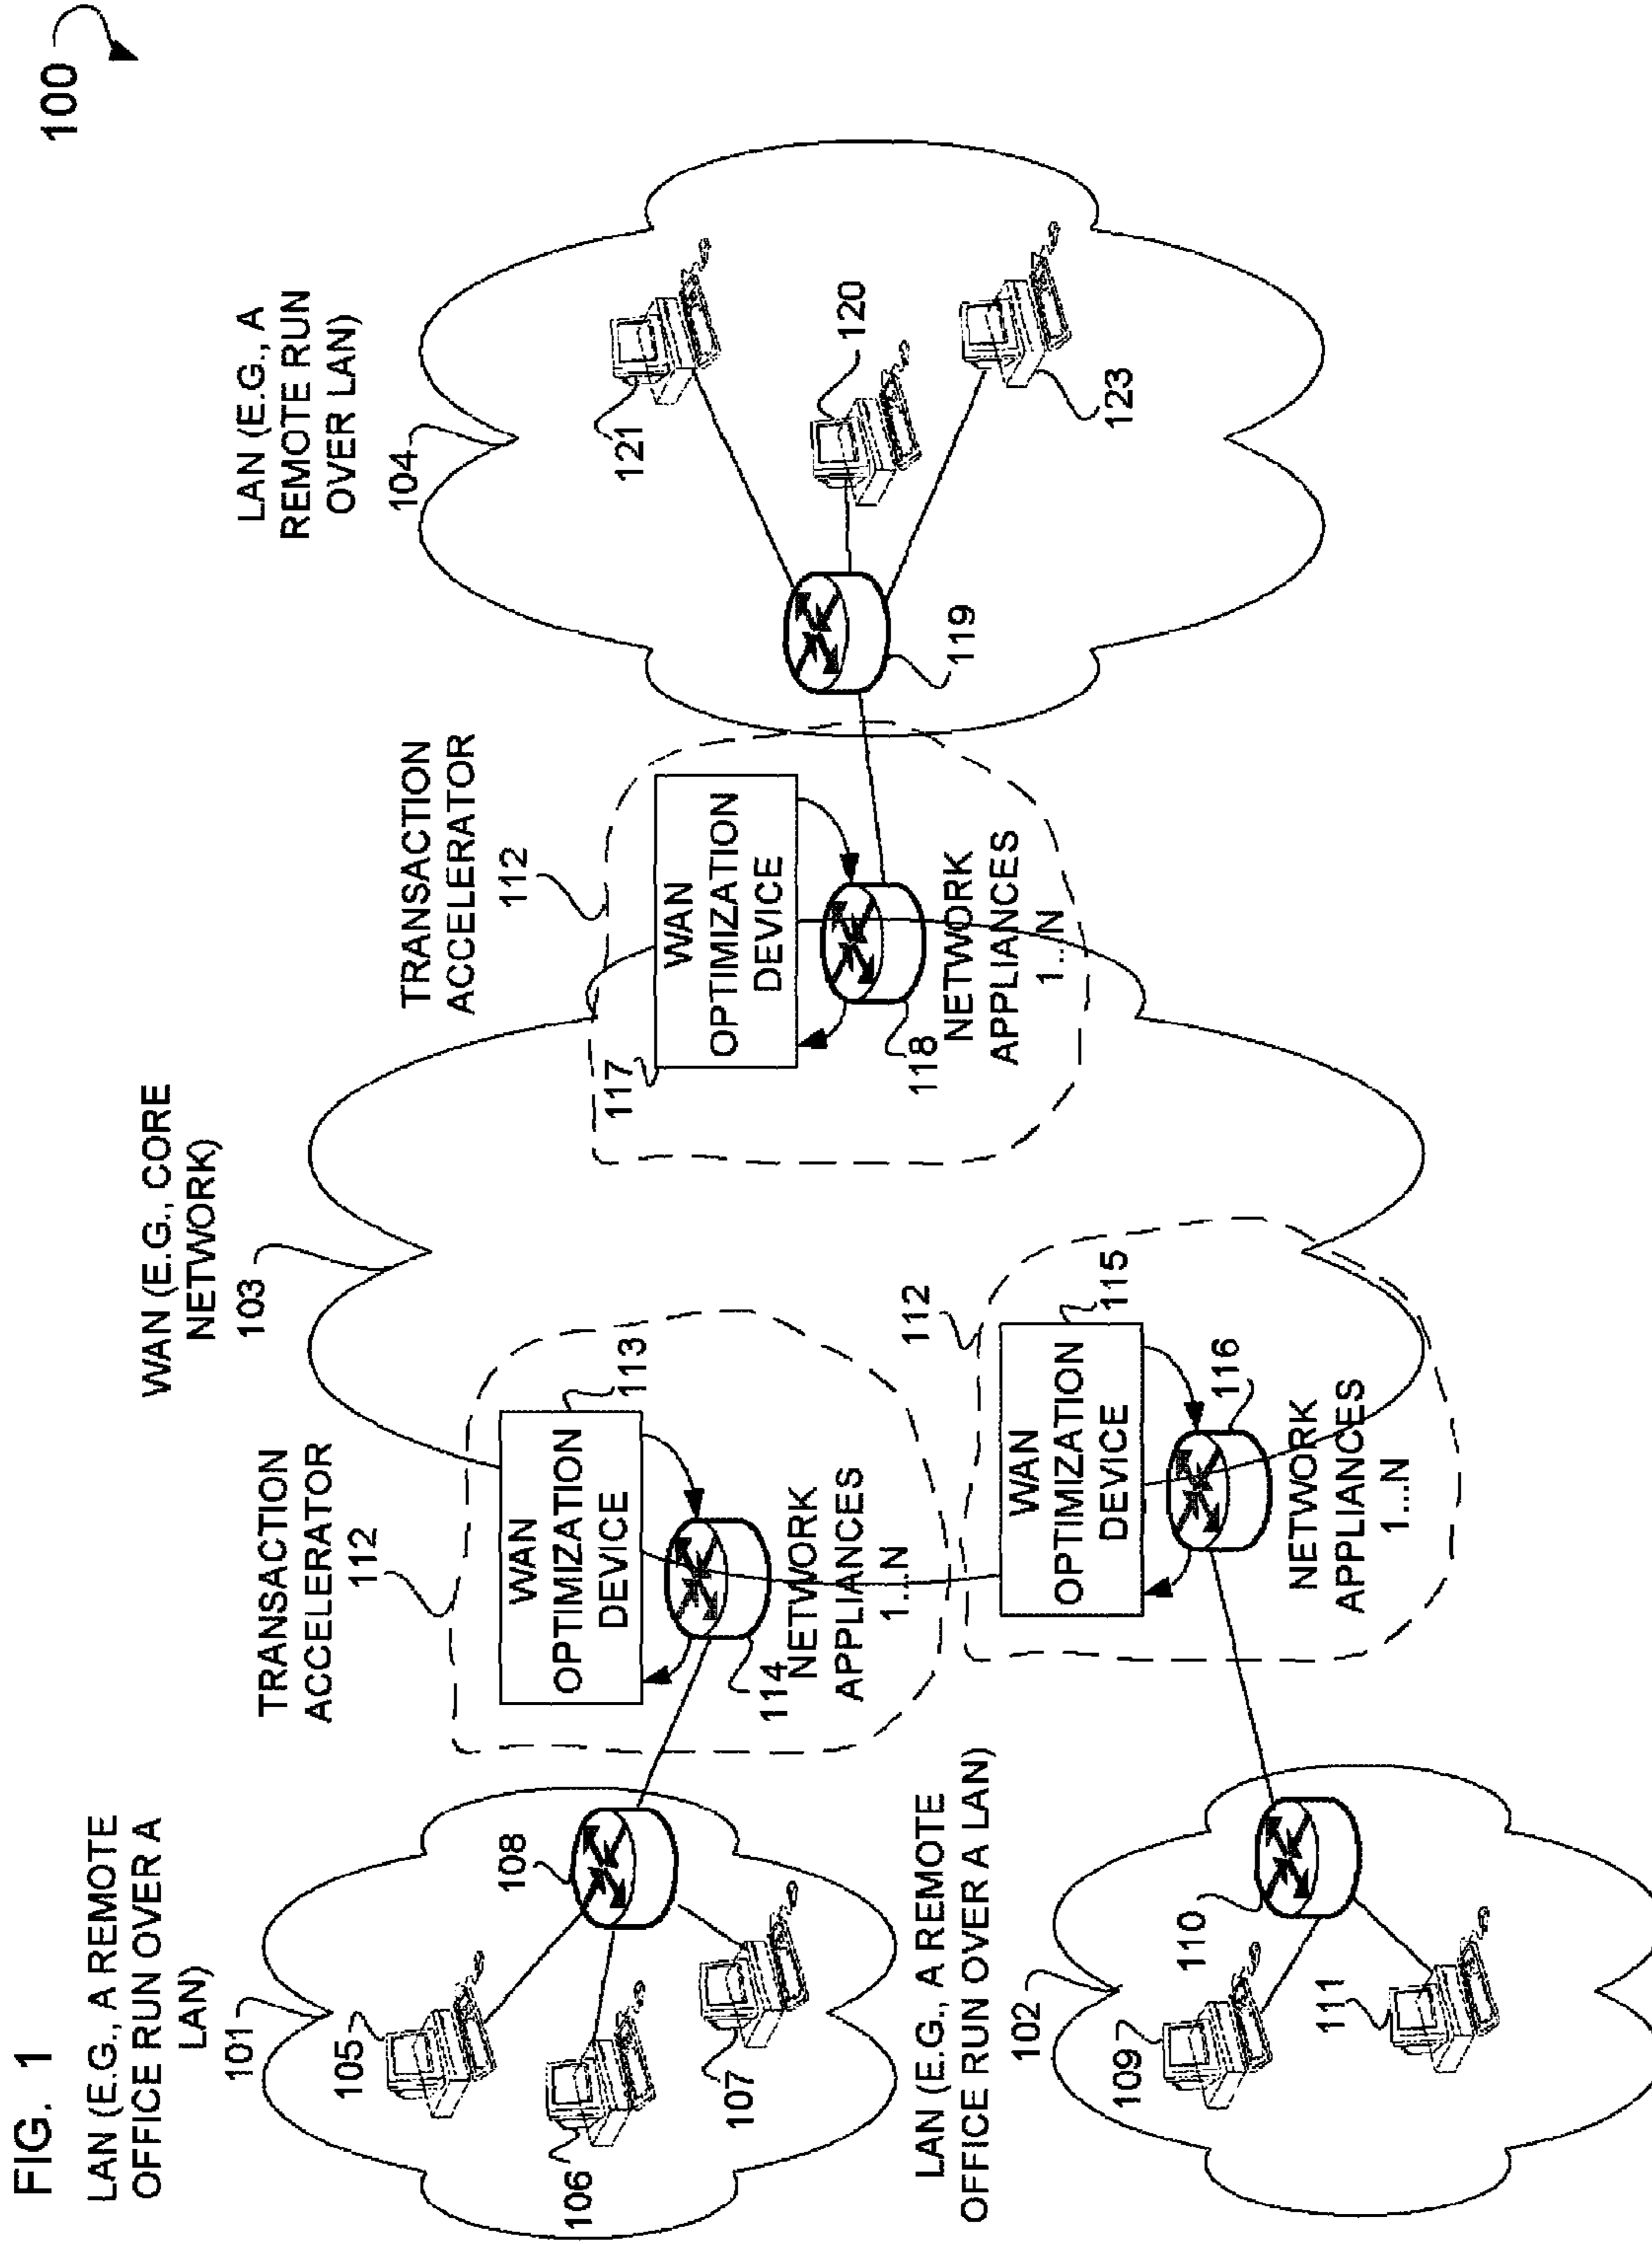 FIG. 1
100
LAN (E.G., A REMOTE
OFFICE RUN OVER A
LAN)
101
105
106
107
108
TRANSACTION
ACCELERATOR
112
WAN
OPTIMIZATION
DEVICE
113
114
NETWORK
APPLIANCES
1...N
WAN (E.G., CORE
NETWORK)
103
TRANSACTION
ACCELERATOR
112
WAN
OPTIMIZATION
DEVICE
117
118
NETWORK
APPLIANCES
1...N
LAN (E.G., A
REMOTE RUN
OVER LAN)
104
121
120
123
119
LAN (E.G., A REMOTE
OFFICE RUN OVER A LAN)
102
109
110
111
112
WAN
OPTIMIZATION
DEVICE
115
116
NETWORK
APPLIANCES
1...N